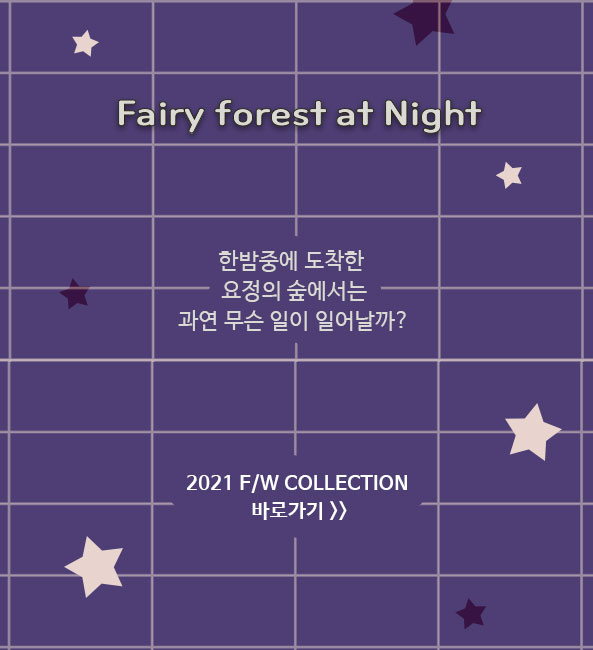 Fairy forest at Night
한밤중에 도착한
요정의 숲에서는
과연 무슨 일이 일어날까?
2021 F/W COLLECTION
바로가기 >>